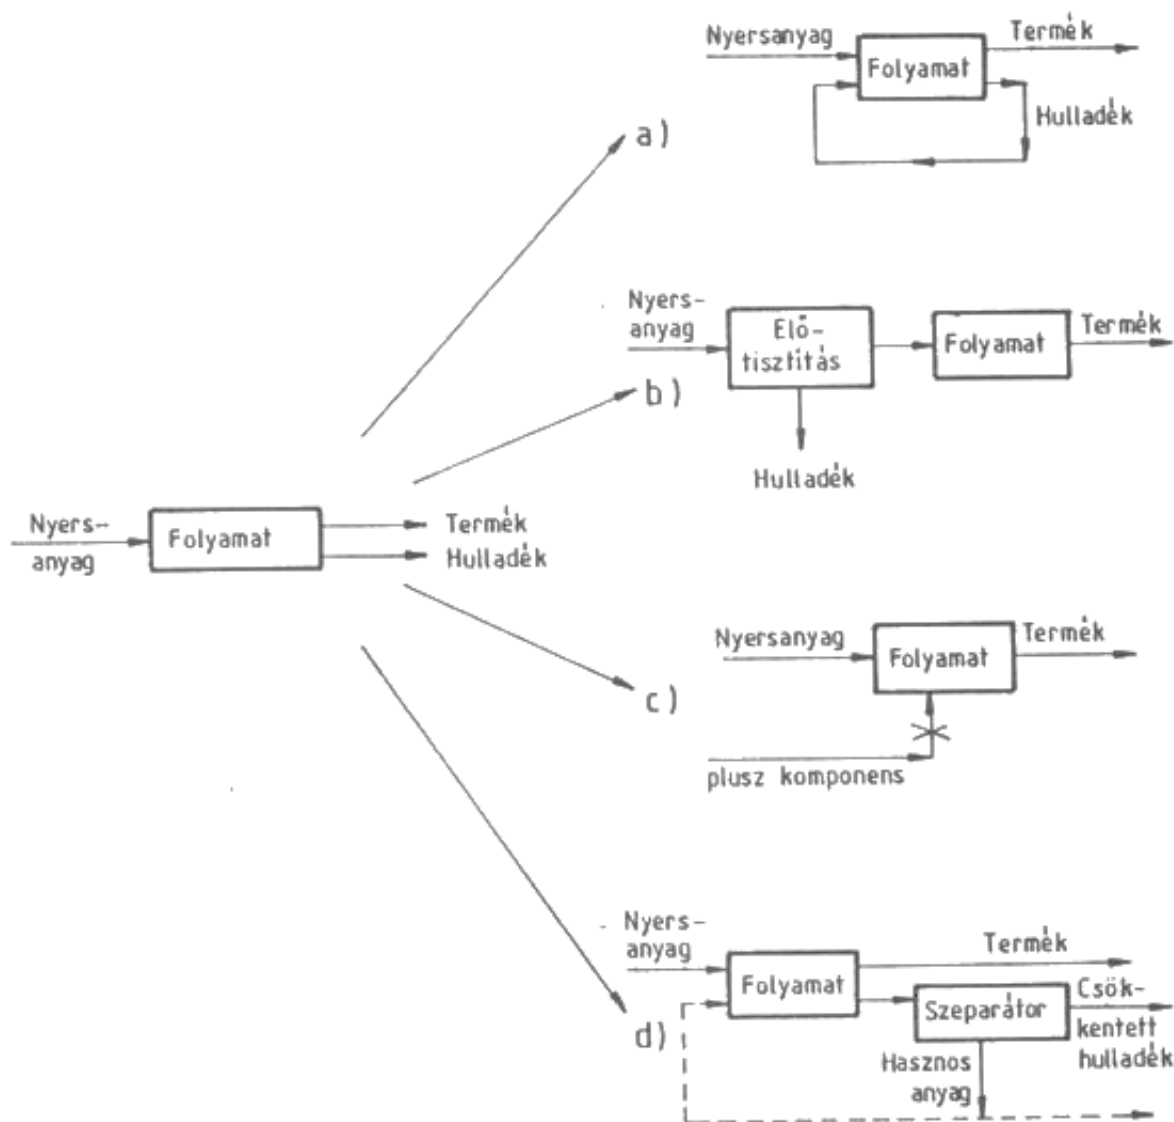 Nyersanyag
Folyamat
Termék
Hulladék
a)
Nyers-
anyag
Elő-
tisztítás
Folyamat
Termék
b)
Hulladék
Nyers-
anyag
Folyamat
Termék
Hulladék
Nyersanyag
Folyamat
Termék
c)
plusz komponens
Nyers-
anyag
Folyamat
Termék
Szeparátor
Csök-
kentett
hulladék
d)
Hasznos
anyag